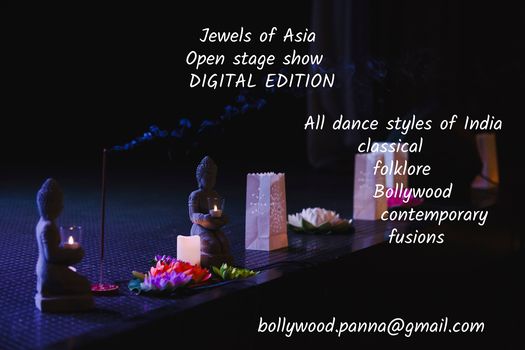 Jewels of Asia
Open stage show
DIGITAL EDITION
All dance styles of India
classical
folklore
Bollywood
contemporary
fusions
bollywood.panna@gmail.com